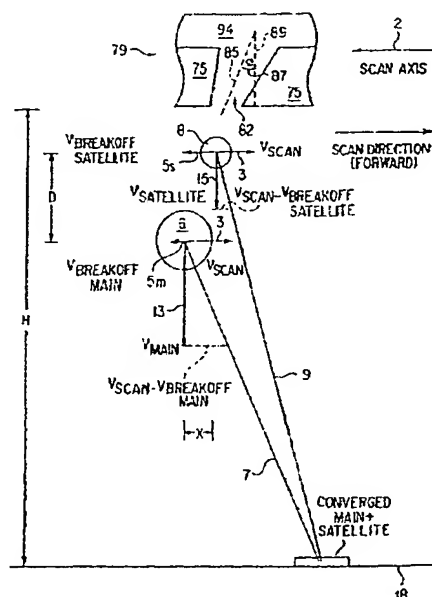 94
89
79
85
2
75
87
75
SCAN AXIS
62
8
VBREAKOFF
SATELLITE
5s
VSCAN
3
SCAN DIRECTION
(FORWARD)
15
D
VSATELLITE
VSCAN-VBREAKOFF
SATELLITE
6
3
VBREAKOFF
MAIN
5m
VSCAN
13
H
VMAIN
9
VSCAN-VBREAKOFF
MAIN
X
7
CONVERGED
MAIN+
SATELLITE
18